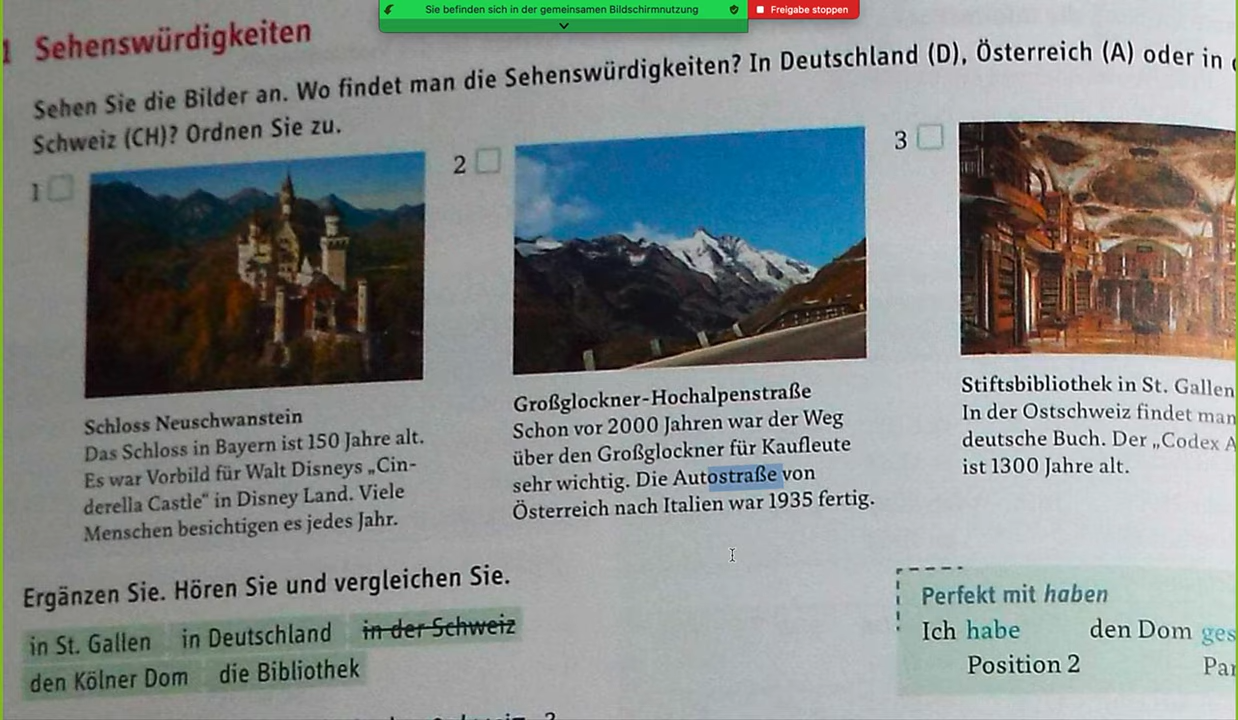 Sie befinden sich in der gemeinsamen Bildschirmnutzung
Freigabe stoppen
1 Sehenswürdigkeiten
Sehen Sie die Bilder an. Wo findet man die Sehenswürdigkeiten? In Deutschland (D), Österreich (A) oder in
Schweiz (CH)? Ordnen Sie zu.
1
2
3
Schloss Neuschwanstein
Das Schloss in Bayern ist 150 Jahre alt.
Es war Vorbild für Walt Disneys „Cin-
derella Castle“ in Disney Land. Viele
Menschen besichtigen es jedes Jahr.
Großglockner-Hochalpenstraße
Schon vor 2000 Jahren war der Weg
über den Großglockner für Kaufleute
sehr wichtig. Die Autostraße von
Österreich nach Italien war 1935 fertig.
Stiftsbibliothek in St. Gallen
In der Ostschweiz findet man
deutsche Buch. Der „Codex A
ist 1300 Jahre alt.
Ergänzen Sie. Hören Sie und vergleichen Sie.
in St. Gallen in Deutschland in der Schweiz
den Kölner Dom die Bibliothek
Perfekt mit haben
Ich habe den Dom ges
Position 2 Par